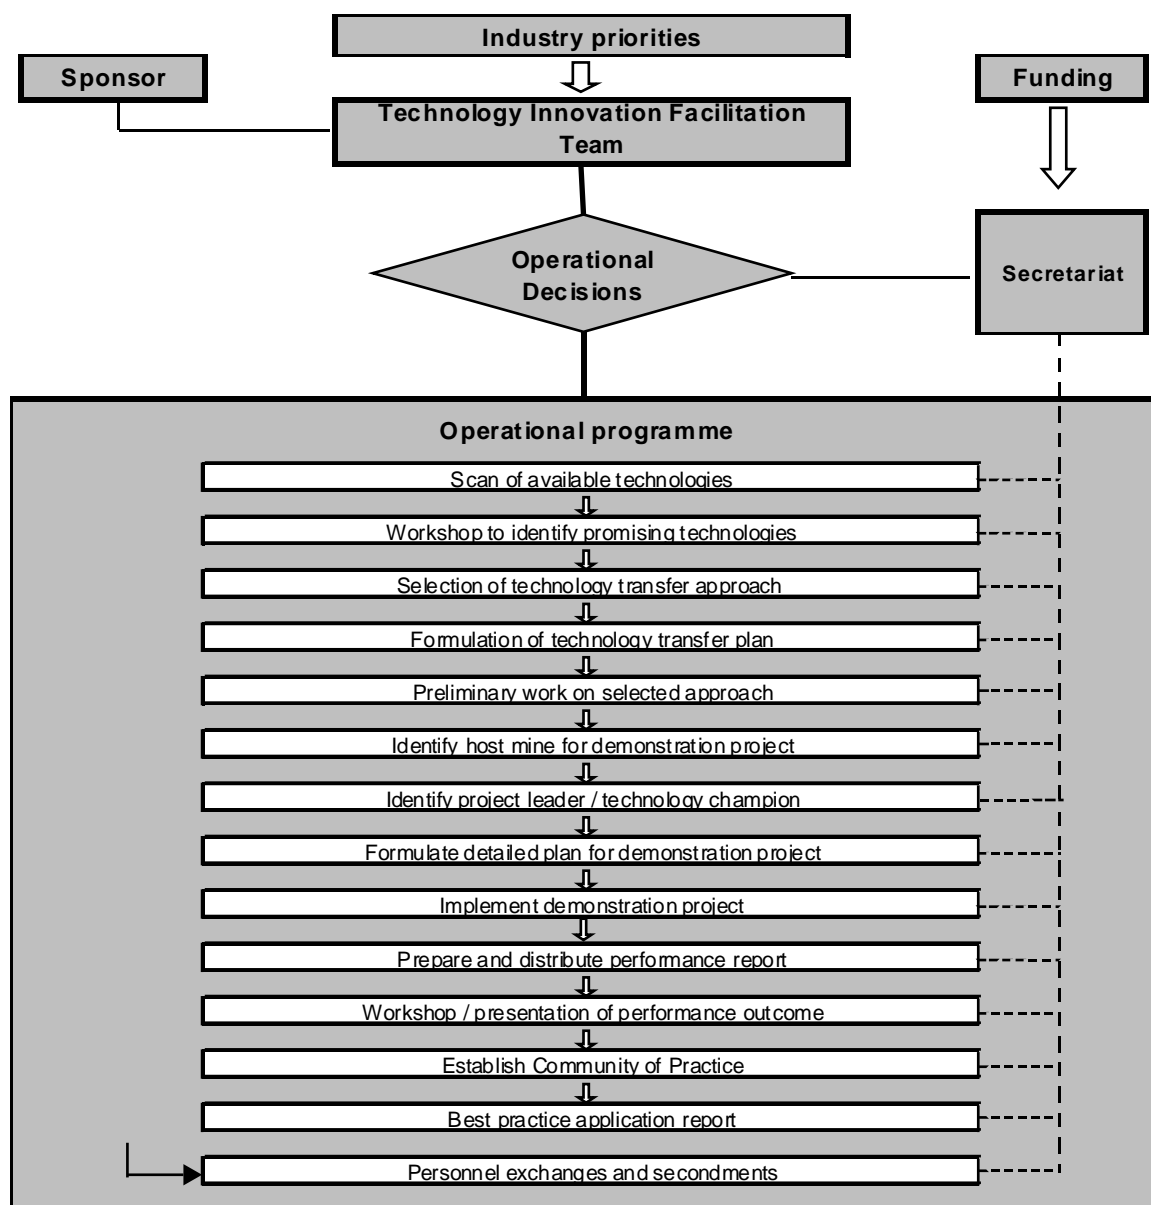 Industry priorities
Sponsor
Funding
Technology Innovation Facilitation
Team
Operational
Decisions
Secretariat
Operational programme
Scan of available technologies
Workshop to identify promising technologies
Selection of technology transfer approach
Formulation of technology transfer plan
Preliminary work on selected approach
Identify host mine for demonstration project
Identify project leader / technology champion
Formulate detailed plan for demonstration project
Implement demonstration project
Prepare and distribute performance report
Workshop / presentation of performance outcome
Establish Community of Practice
Best practice application report
Personnel exchanges and secondments